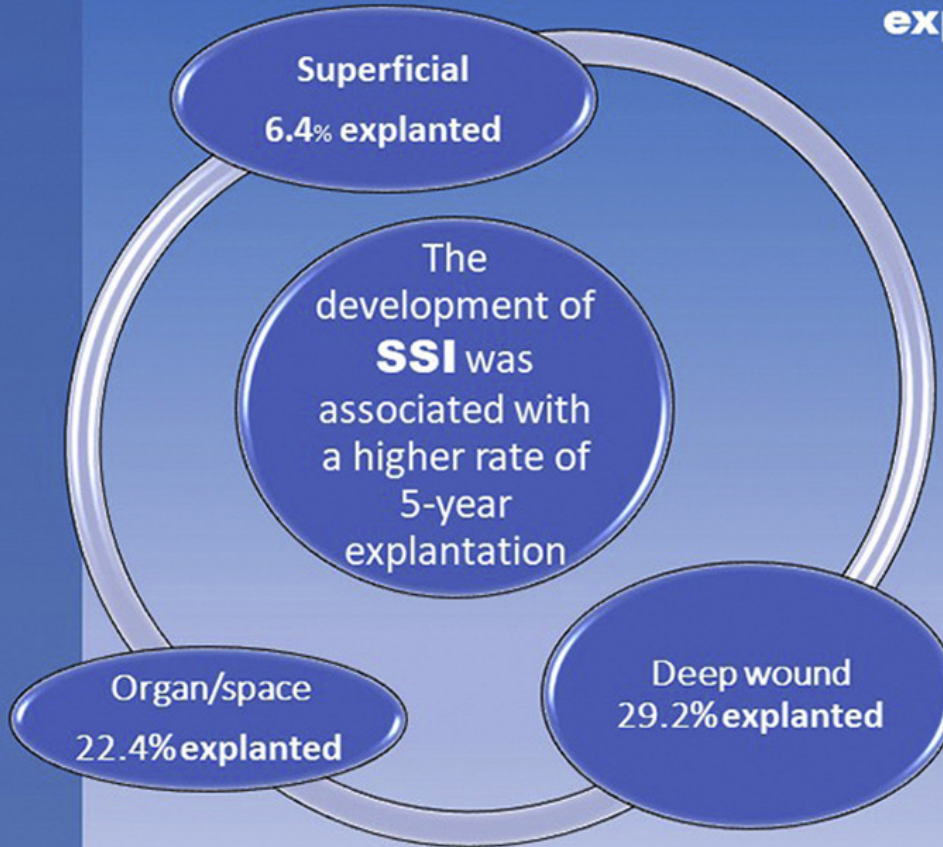 Superficial
6.4% explanted
The
development of
SSI was
associated with
a higher rate of
5-year
explantation
Organ/space
22.4% explanted
Deep wound
29.2% explanted